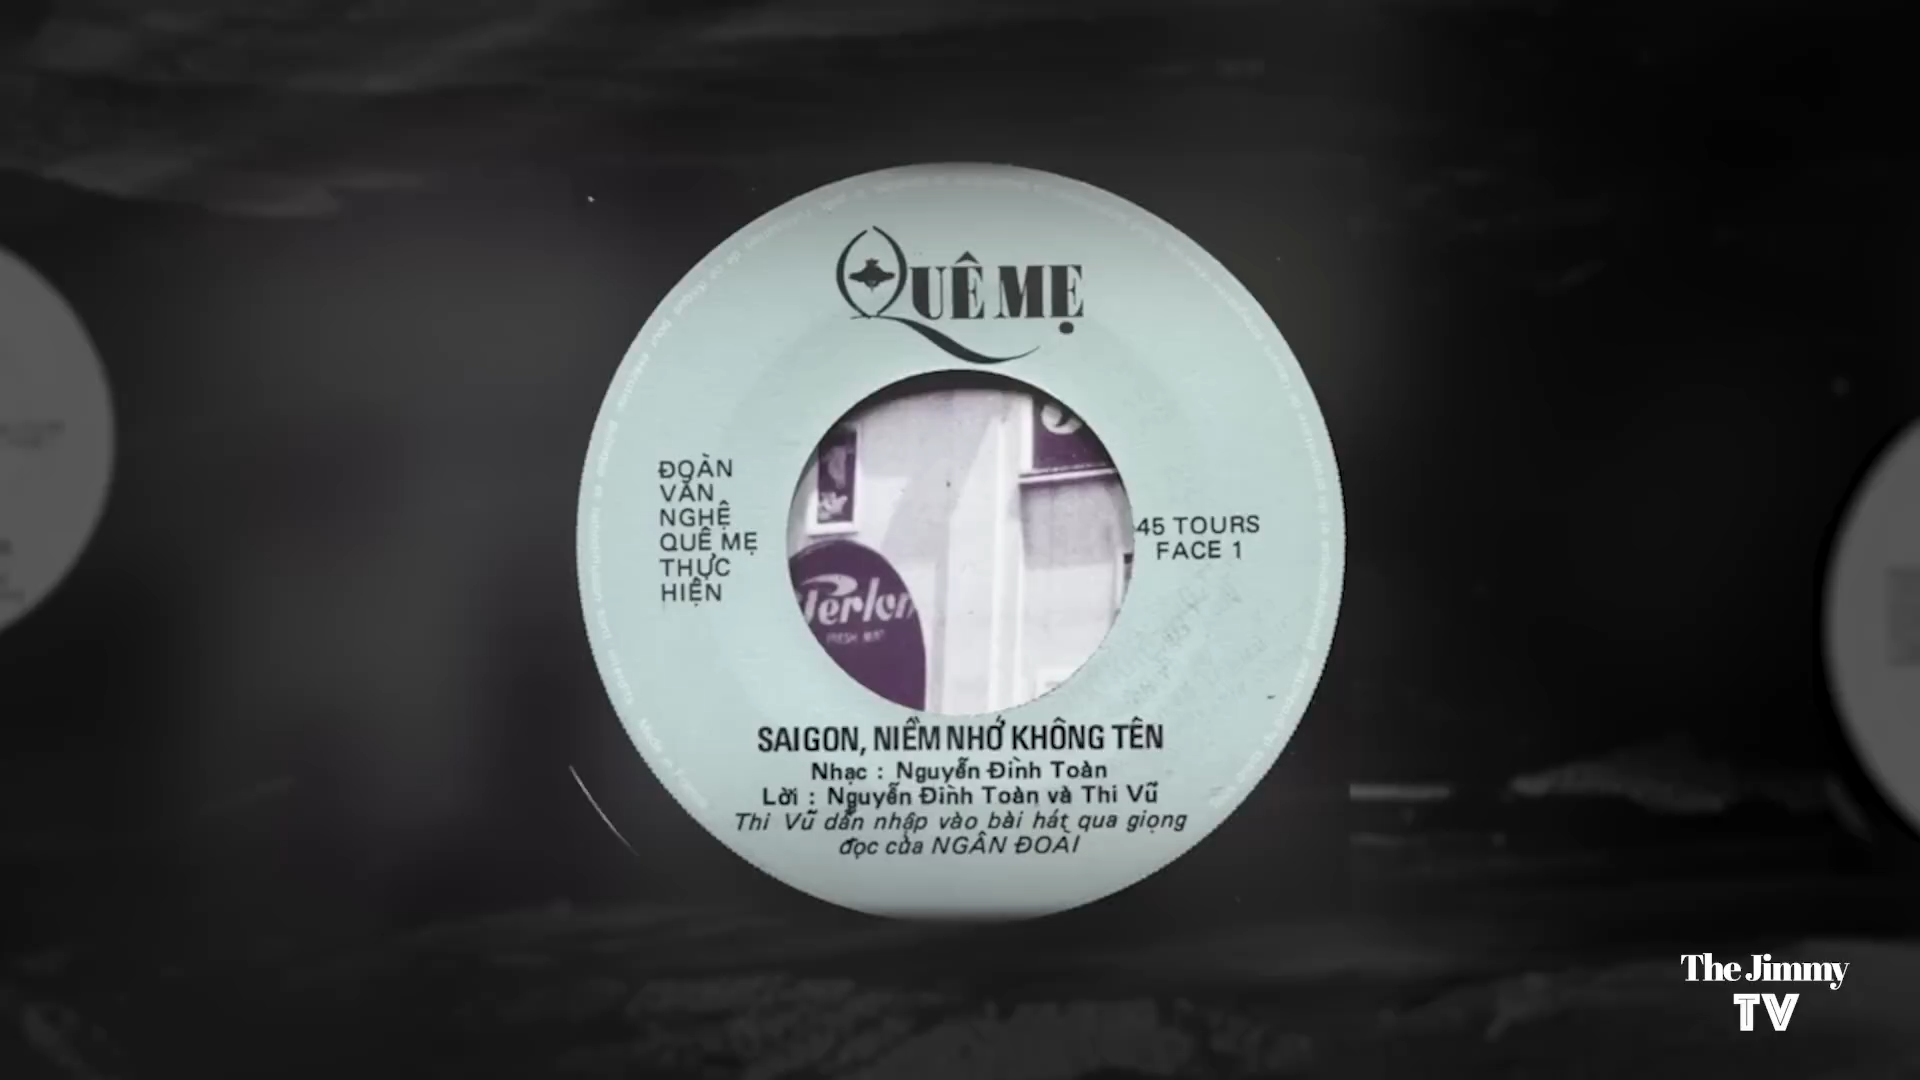 QUÊ MẸ
ĐOÀN
VĂN
NGHỆ
QUÊ MẸ
THỰC
HIỆN
45 TOURS
FACE 1
Perlon
SAIGON, NIỀM NHỚ KHÔNG TÊN
Nhạc : Nguyễn Đình Toàn
Lời : Nguyễn Đình Toàn và Thi Vũ
Thi Vũ dẫn nhập vào bài hát qua giọng
đọc của NGÂN ĐOÀI
The Jimmy
TV